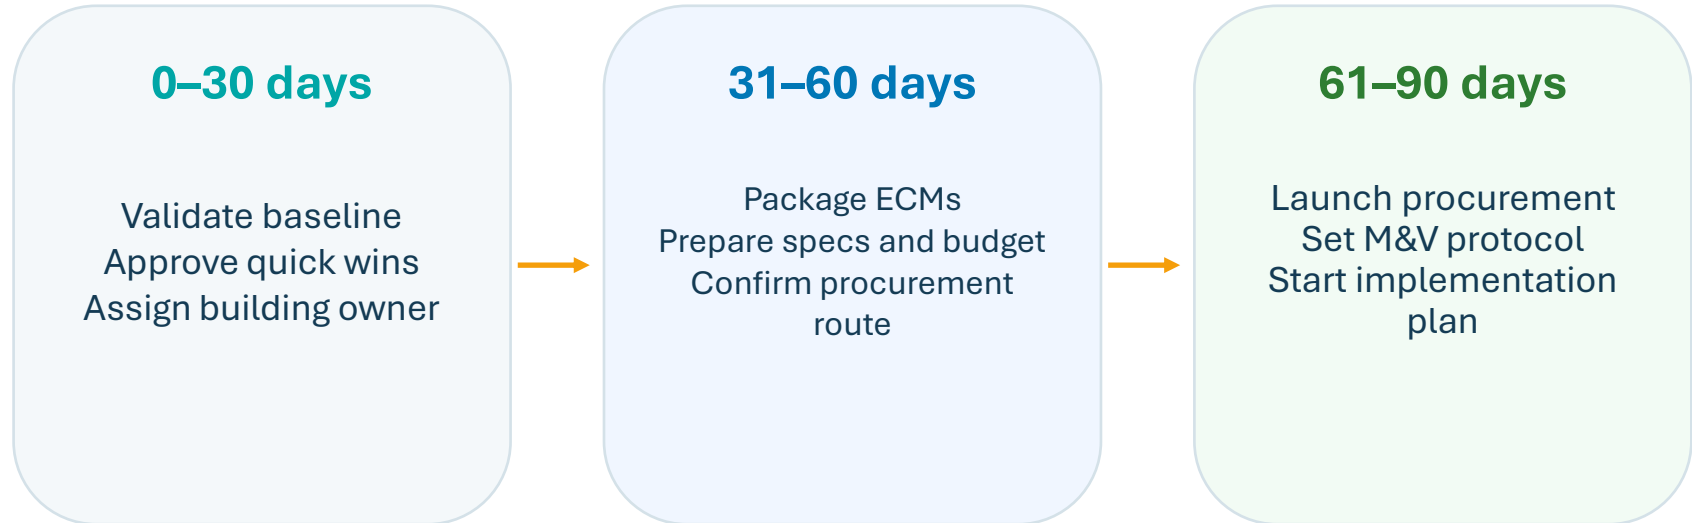 0–30 days
Validate baseline
Approve quick wins
Assign building owner
31–60 days
Package ECMs
Prepare specs and budget
Confirm procurement
route
61–90 days
Launch procurement
Set M&V protocol
Start implementation
plan